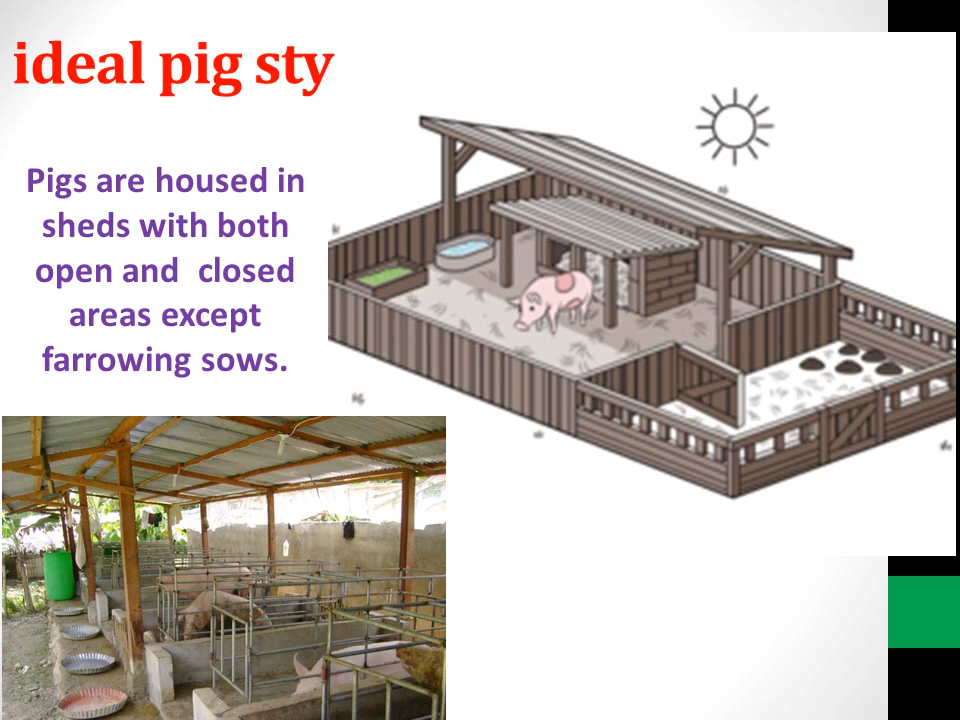 ideal pig sty
Pigs are housed in
sheds with both
open and  closed
areas except
farrowing sows.